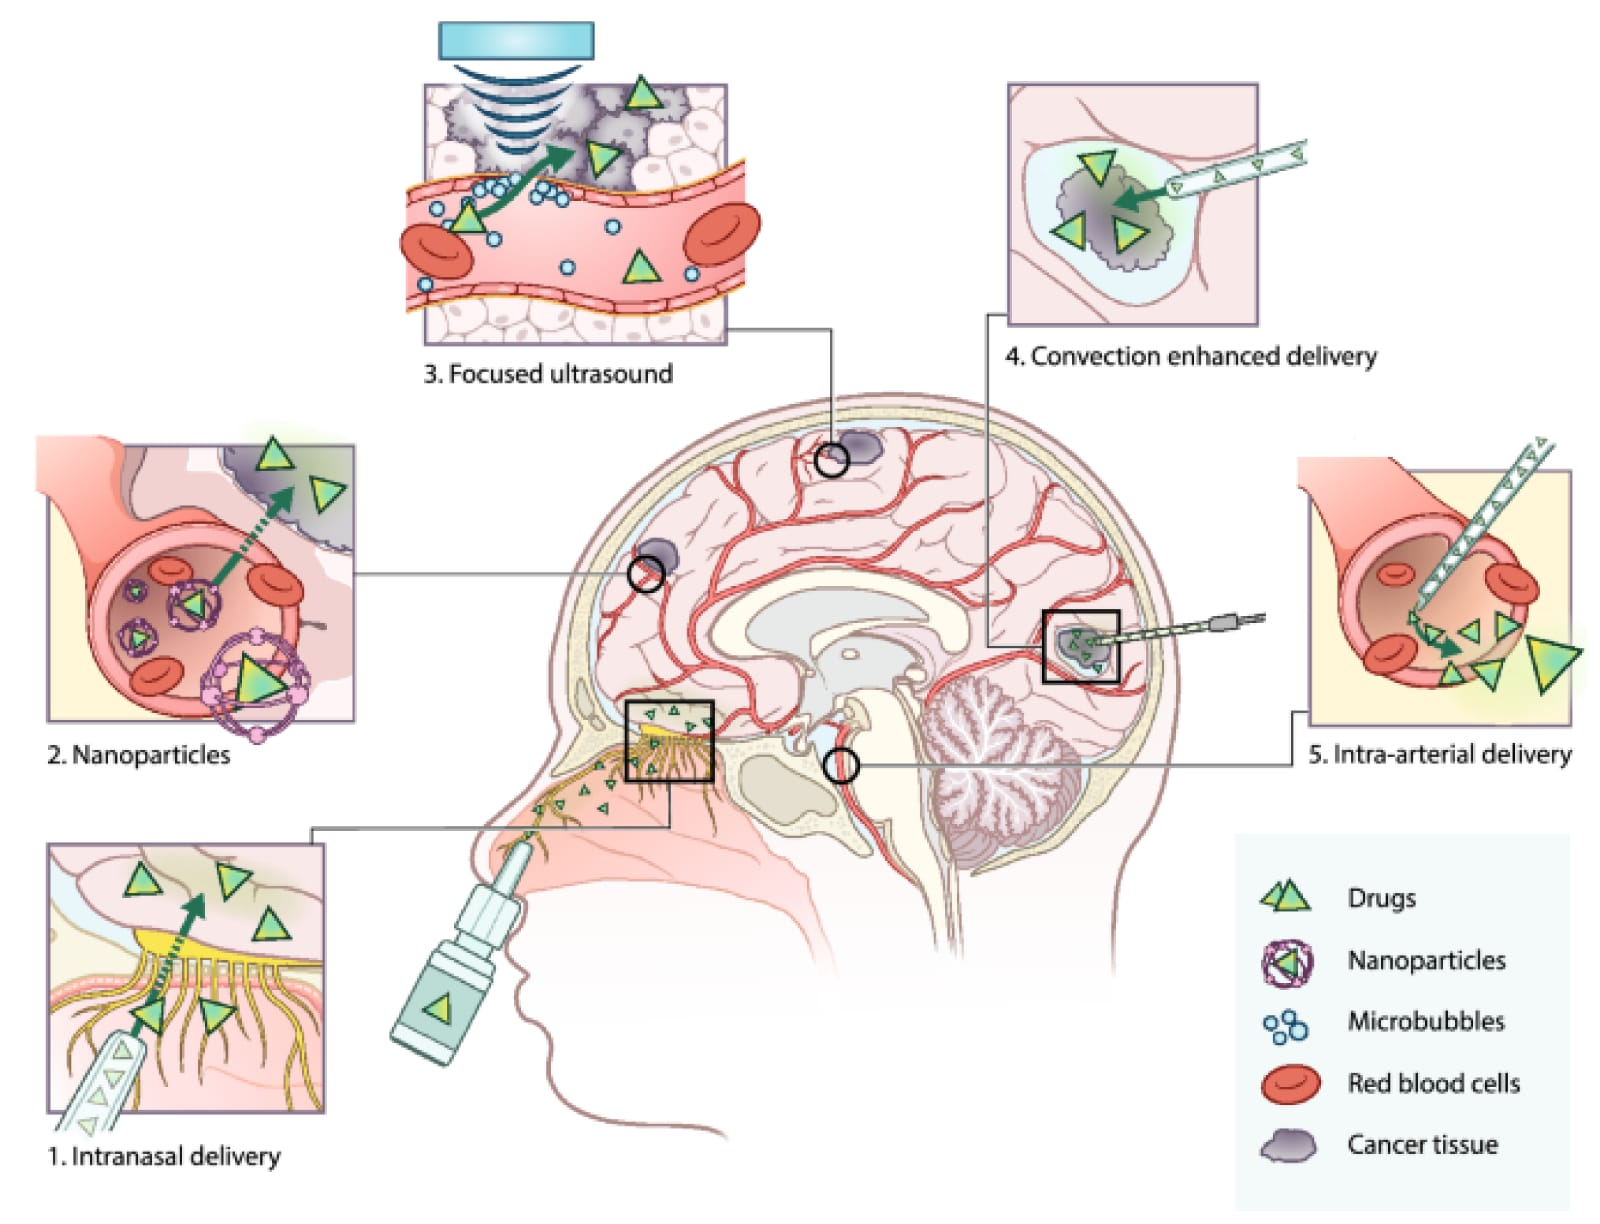 3. Focused ultrasound
4. Convection enhanced delivery
2. Nanoparticles
5. Intra-arterial delivery
1. Intranasal delivery
Drugs
Nanoparticles
Microbubbles
Red blood cells
Cancer tissue